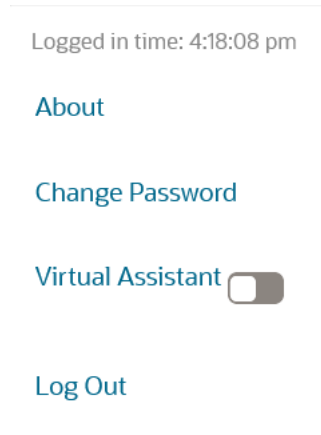 Logged in time: 4:18:08 pm
About
Change Password
Virtual Assistant
Log Out